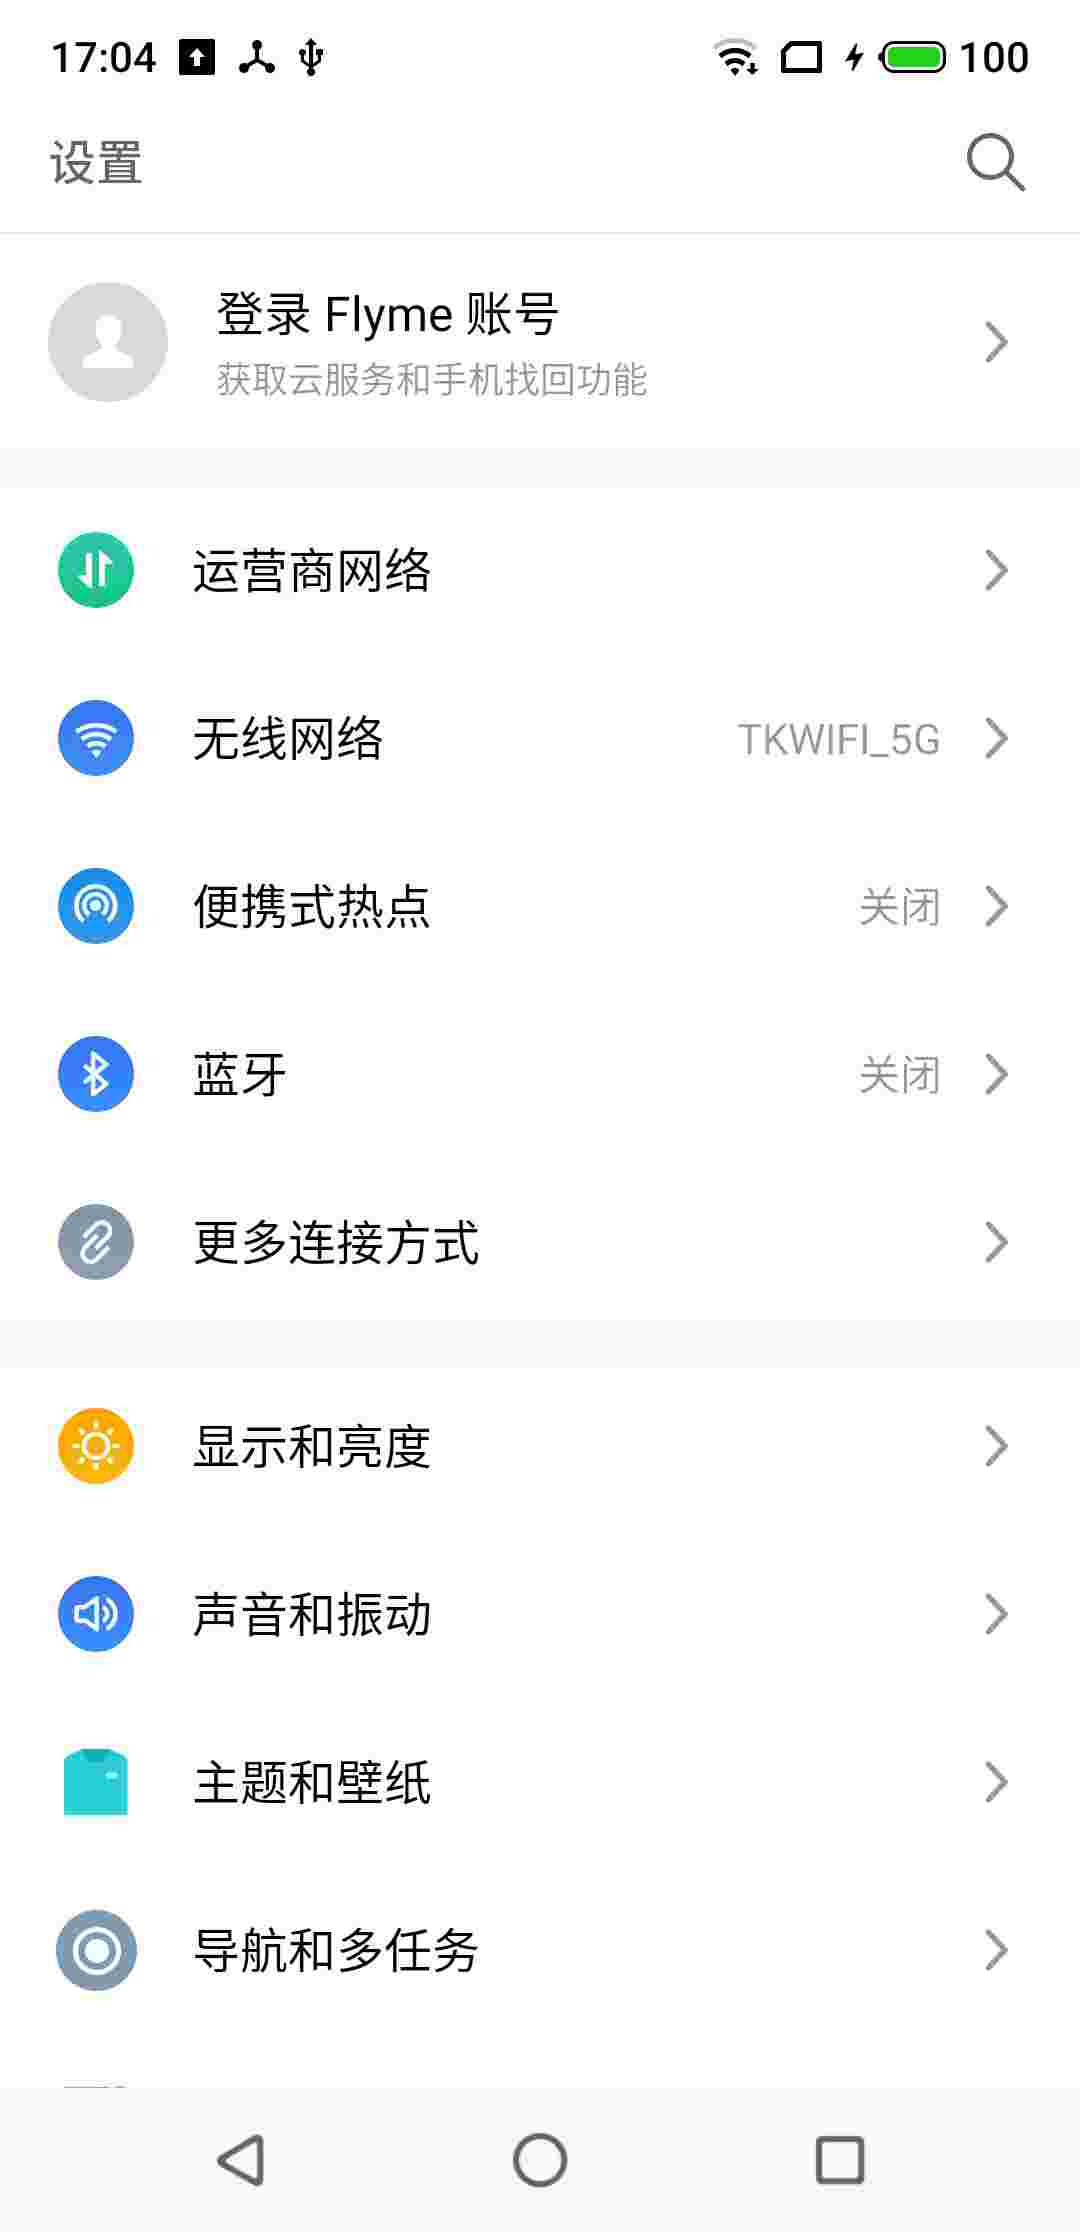 17:04 100
设置
登录 Flyme 账号
获取云服务和手机找回功能
运营商网络
无线网络 TKWIFI_5G
便携式热点 关闭
蓝牙 关闭
更多连接方式
显示和亮度
声音和振动
主题和壁纸
导航和多任务